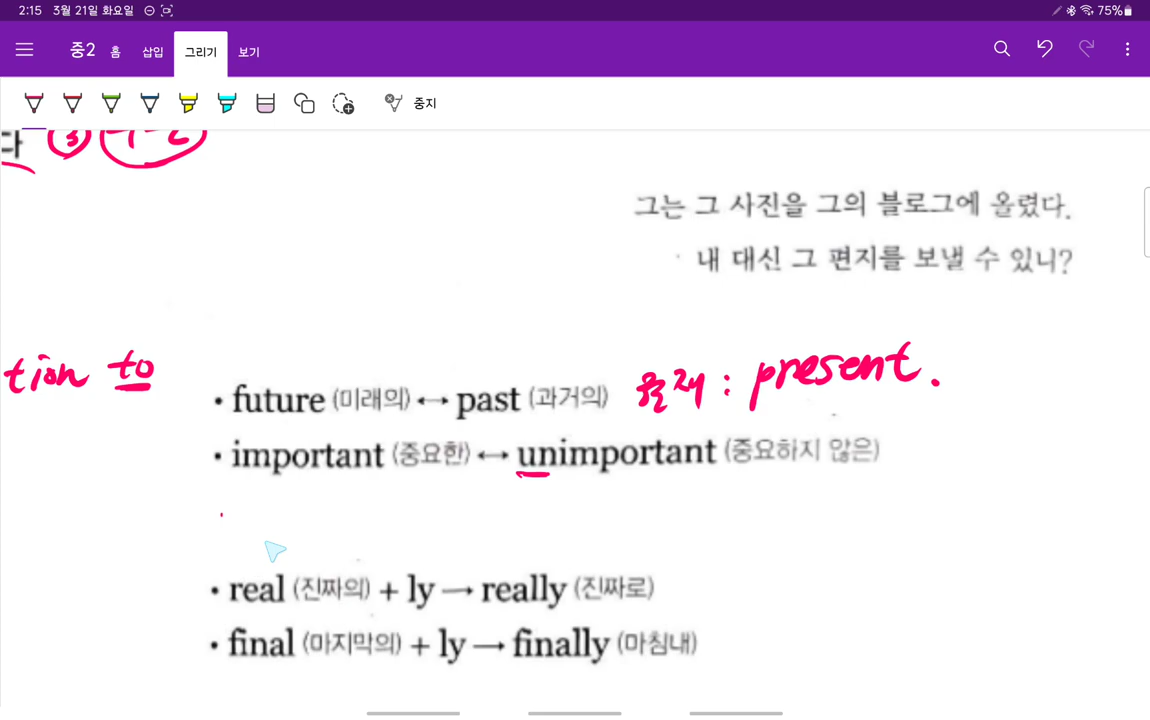 2:15 3월 21일 화요일 75%
중2 홈 삽입 그리기 보기
중지
다 ③
그는 그 사진을 그의 블로그에 올렸다.
내 대신 그 편지를 보낼 수 있니?
tion to
• future (미래의) ↔ past (과거의) : present.
• important (중요한) ↔ unimportant (중요하지 않은)
• real (진짜의) + ly → really (진짜로)
• final (마지막의) + ly → finally (마침내)